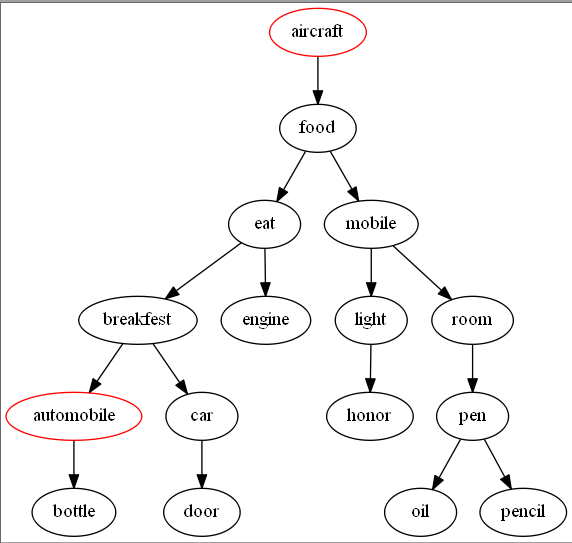 aircraft
food
eat
mobile
breakfest
engine
light
room
automobile
car
honor
pen
bottle
door
oil
pencil